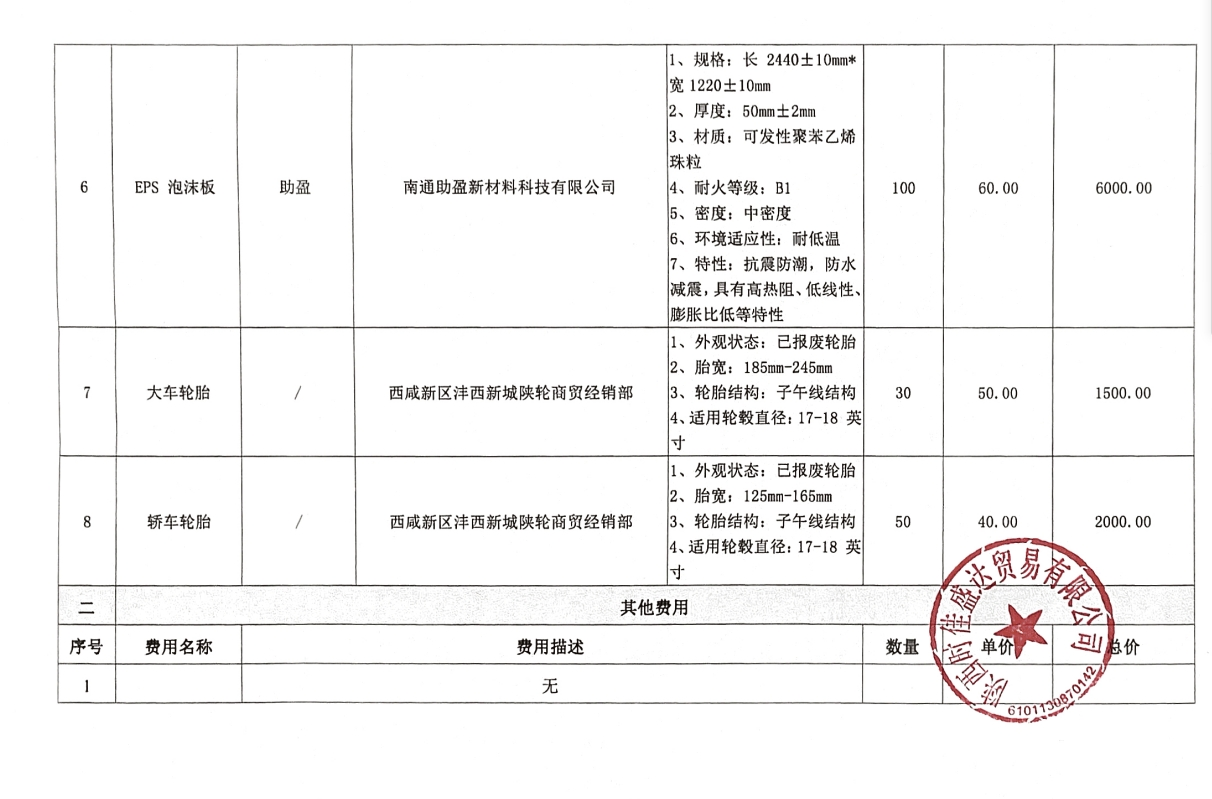 6
EPS 泡沫板
助盈
南通助盈新材料科技有限公司
1、规格：长 2440±10mm*
宽 1220±10mm
2、厚度：50mm±2mm
3、材质：可发性聚苯乙烯
珠粒
4、耐火等级：B1
5、密度：中密度
6、环境适应性：耐低温
7、特性：抗震防潮，防水
减震，具有高热阻、低线性、
膨胀比低等特性
100
60.00
6000.00
7
大车轮胎
/
西咸新区沣西新城陕轮商贸经销部
1、外观状态：已报废轮胎
2、胎宽：185mm-245mm
3、轮胎结构：子午线结构
4、适用轮毂直径：17-18 英
寸
30
50.00
1500.00
8
轿车轮胎
/
西咸新区沣西新城陕轮商贸经销部
1、外观状态：已报废轮胎
2、胎宽：125mm-165mm
3、轮胎结构：子午线结构
4、适用轮毂直径：17-18 英
寸
50
40.00
2000.00
二
其他费用
序号 费用名称 费用描述 数量 单价 总价
1
无
陕西时佳盛达贸易有限公司
6101130870142